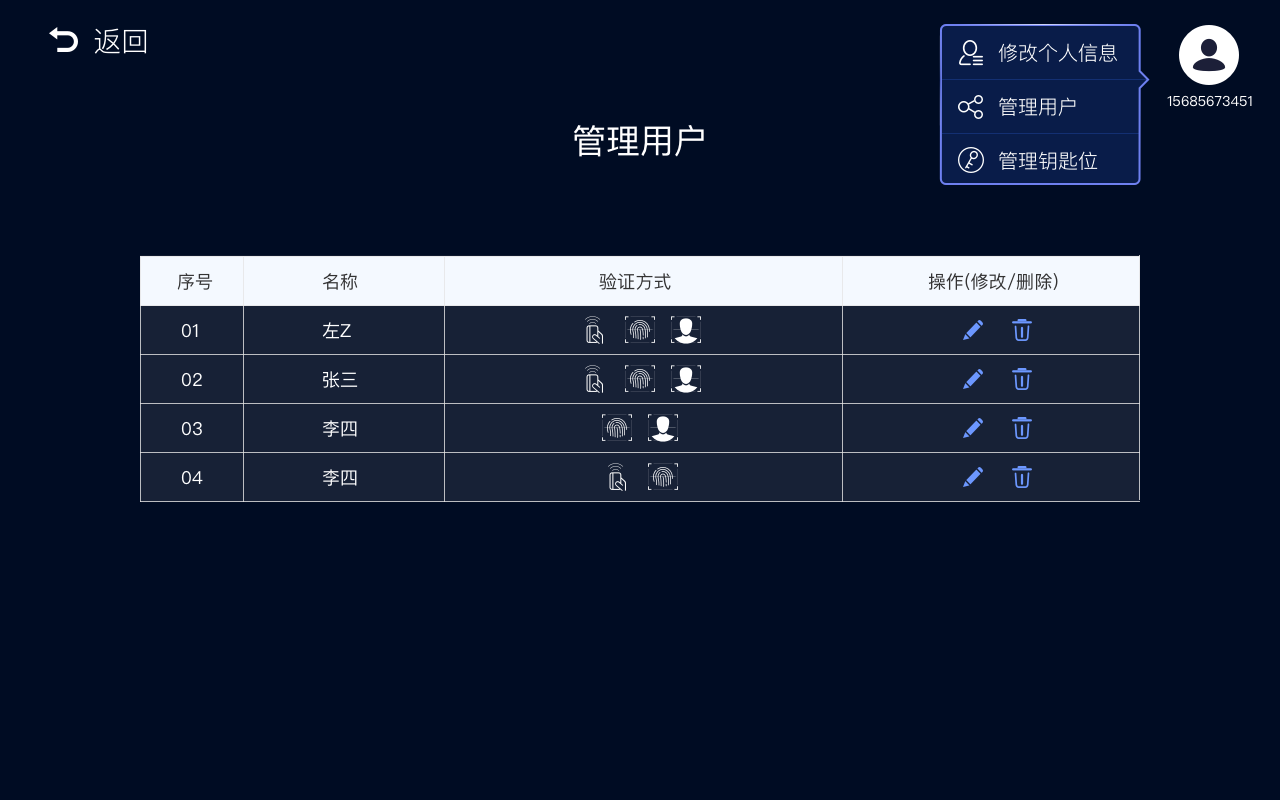 返回
修改个人信息
管理用户
管理钥匙位
15685673451
管理用户
序号 名称 验证方式 操作(修改/删除)
01 左Z
02 张三
03 李四
04 李四